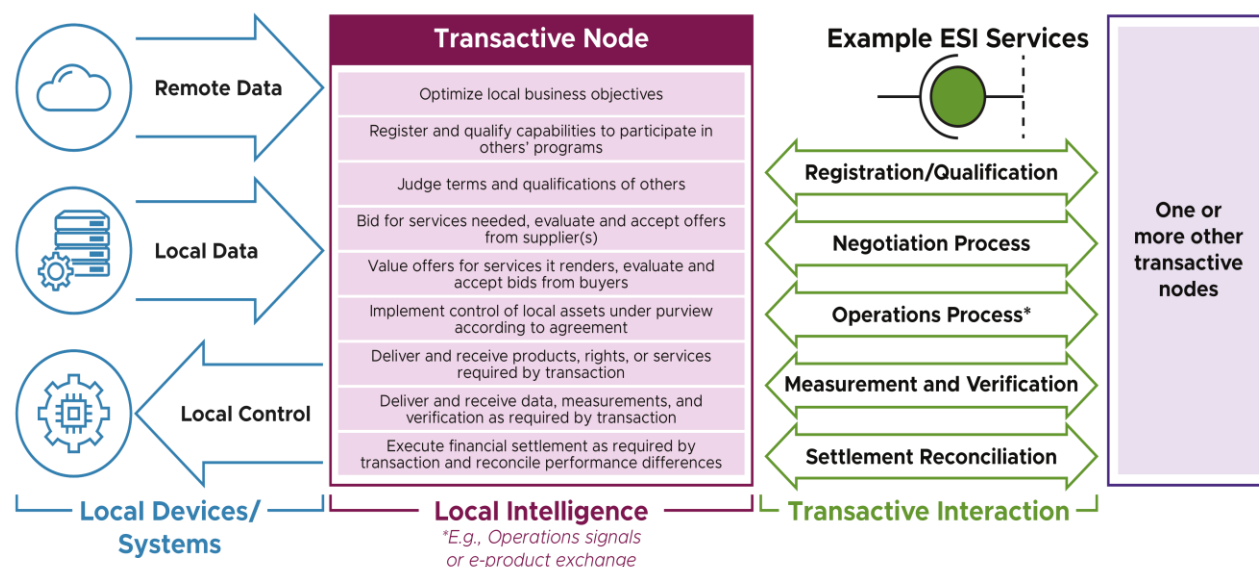 Remote Data
Local Data
Local Control
Local Devices/
Systems
Transactive Node
Optimize local business objectives
Register and qualify capabilities to participate in
others' programs
Judge terms and qualifications of others
Bid for services needed, evaluate and accept offers
from supplier(s)
Value offers for services it renders, evaluate and
accept bids from buyers
Implement control of local assets under purview
according to agreement
Deliver and receive products, rights, or services
required by transaction
Deliver and receive data, measurements, and
verification as required by transaction
Execute financial settlement as required by
transaction and reconcile performance differences
Local Intelligence
*E.g., Operations signals
or e-product exchange
Example ESI Services
Registration/Qualification
Negotiation Process
Operations Process*
Measurement and Verification
Settlement Reconciliation
Transactive Interaction
One or
more other
transactive
nodes